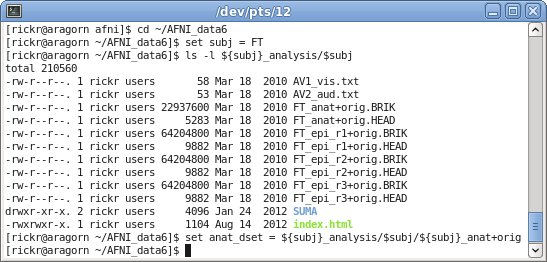 /dev/pts/12
[rickr@aragorn afni]$ cd ~/AFNI_data6
[rickr@aragorn ~/AFNI_data6]$ set subj = FT
[rickr@aragorn ~/AFNI_data6]$ ls -l ${subj}_analysis/$subj
total 210560
-rw-r--r--. 1 rickr users       58 Mar 18  2010 AV1_vis.txt
-rw-r--r--. 1 rickr users       53 Mar 18  2010 AV2_aud.txt
-rw-r--r--. 1 rickr users 22937600 Mar 18  2010 FT_anat+orig.BRIK
-rw-r--r--. 1 rickr users     5283 Mar 18  2010 FT_anat+orig.HEAD
-rw-r--r--. 1 rickr users 64204800 Mar 18  2010 FT_epi_r1+orig.BRIK
-rw-r--r--. 1 rickr users     9882 Mar 18  2010 FT_epi_r1+orig.HEAD
-rw-r--r--. 1 rickr users 64204800 Mar 18  2010 FT_epi_r2+orig.BRIK
-rw-r--r--. 1 rickr users     9882 Mar 18  2010 FT_epi_r2+orig.HEAD
-rw-r--r--. 1 rickr users 64204800 Mar 18  2010 FT_epi_r3+orig.BRIK
-rw-r--r--. 1 rickr users     9882 Mar 18  2010 FT_epi_r3+orig.HEAD
drwxr-xr-x. 2 rickr users     4096 Jan 24  2012 SUMA
-rwxrwxr-x. 1 rickr users     1104 Aug 14  2012 index.html
[rickr@aragorn ~/AFNI_data6]$ set anat_dset = ${subj}_analysis/$subj/${subj}_anat+orig
[rickr@aragorn ~/AFNI_data6]$